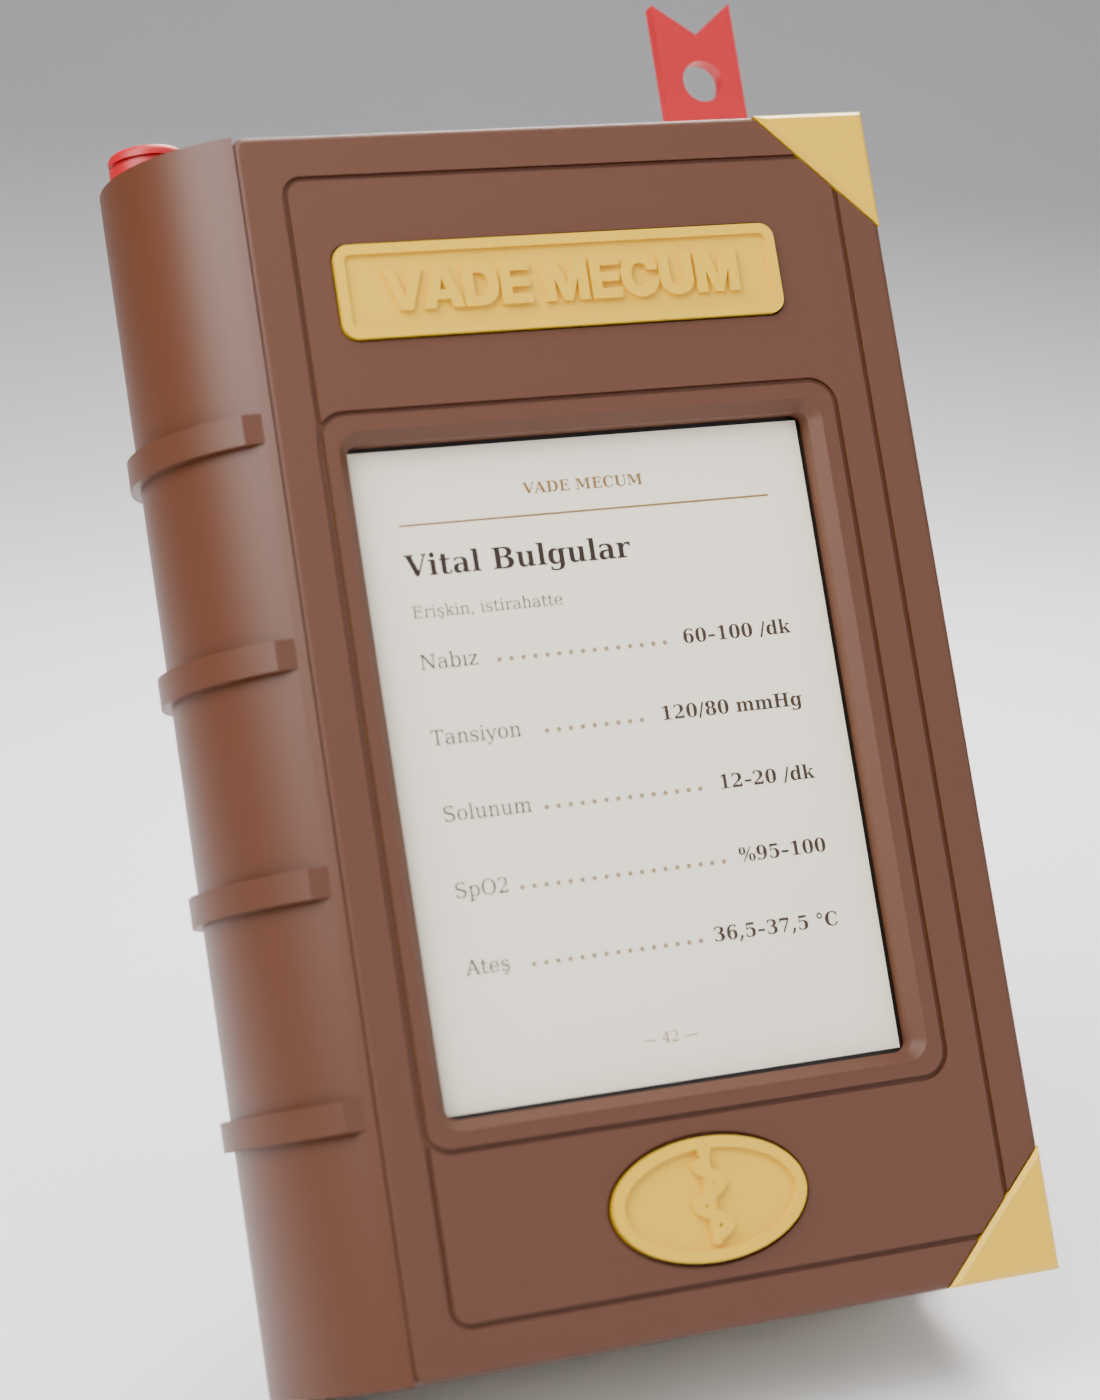 VADE MECUM
VADE MECUM
Vital Bulgular
Erişkin, istirahatte
Nabız ............... 60-100 /dk
Tansiyon ......... 120/80 mmHg
Solunum .............. 12-20 /dk
SpO2 .................. %95-100
Ateş ............... 36,5-37,5 °C
— 42 —